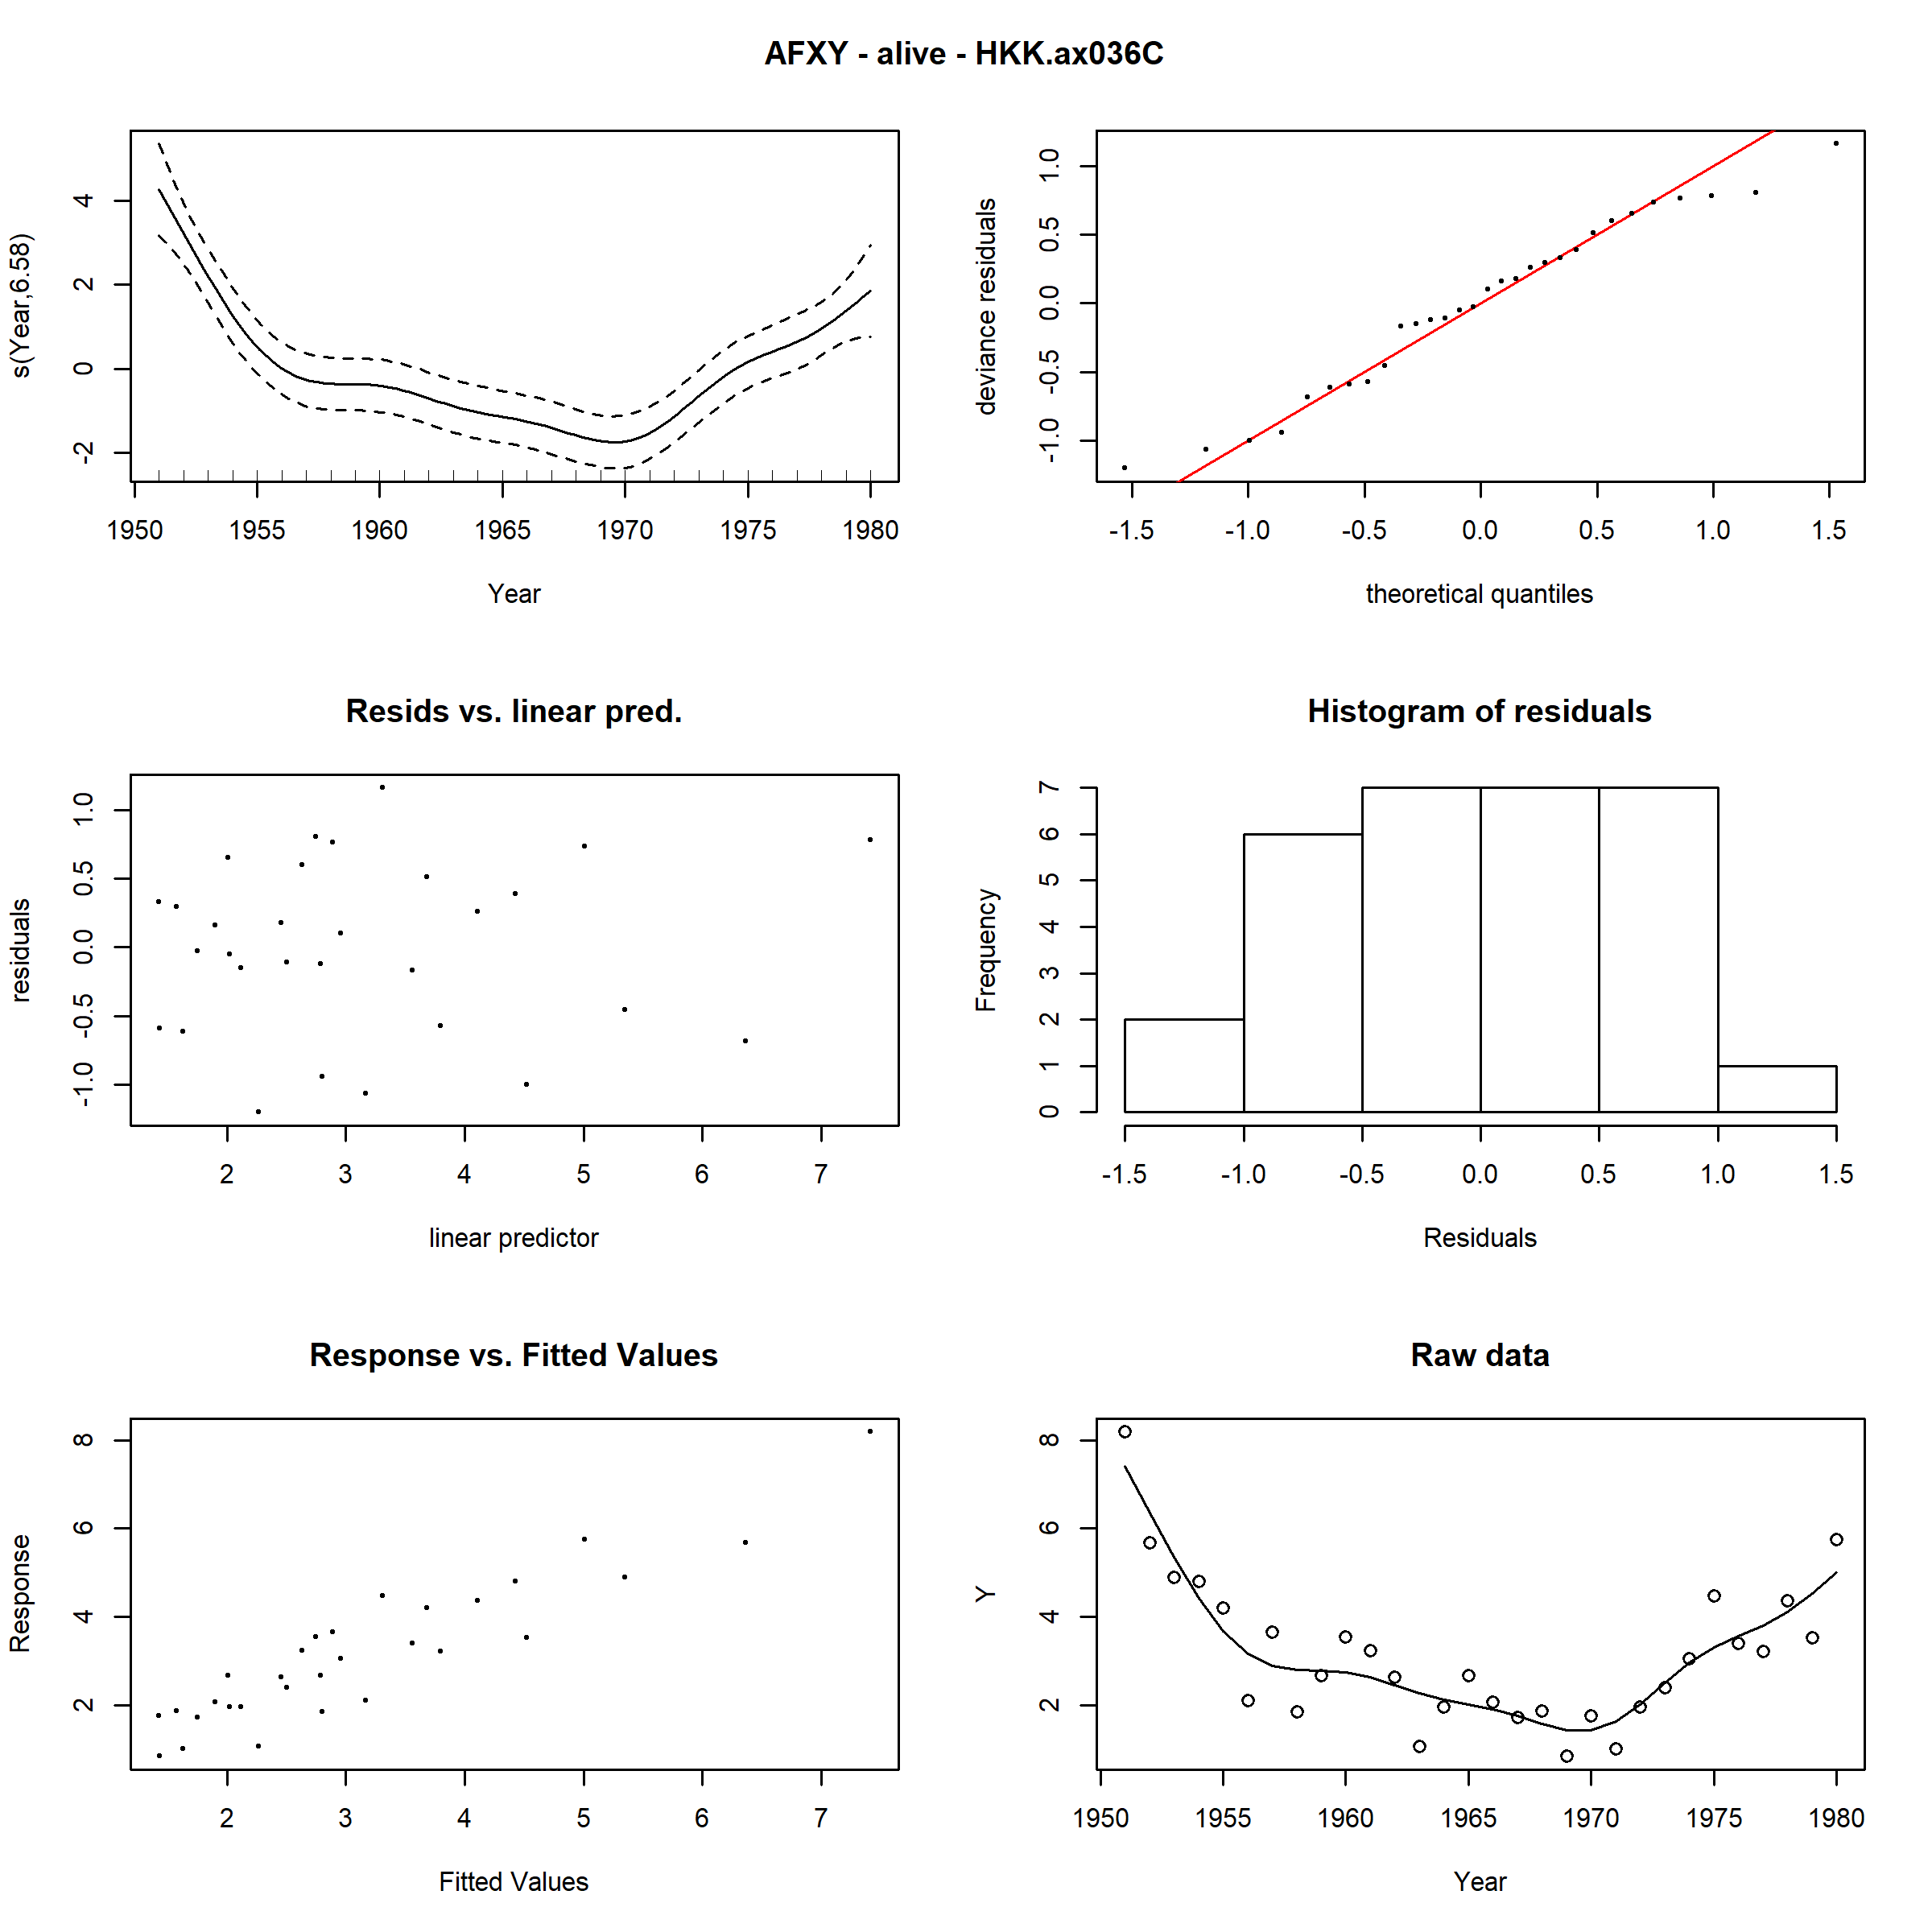 AFXY - alive - HKK.ax036C
s(Year,6.58)
4
2
0
-2
1950 1955 1960 1965 1970 1975 1980
Year
deviance residuals
1.0
0.5
0.0
-0.5
-1.0
-1.5 -1.0 -0.5 0.0 0.5 1.0 1.5
theoretical quantiles
Resids vs. linear pred.
residuals
1.0
0.5
0.0
-0.5
-1.0
2 3 4 5 6 7
linear predictor
Histogram of residuals
Frequency
7
6
5
4
3
2
1
0
-1.5 -1.0 -0.5 0.0 0.5 1.0 1.5
Residuals
Response vs. Fitted Values
Response
8
6
4
2
2 3 4 5 6 7
Fitted Values
Raw data
Y
8
6
4
2
1950 1955 1960 1965 1970 1975 1980
Year